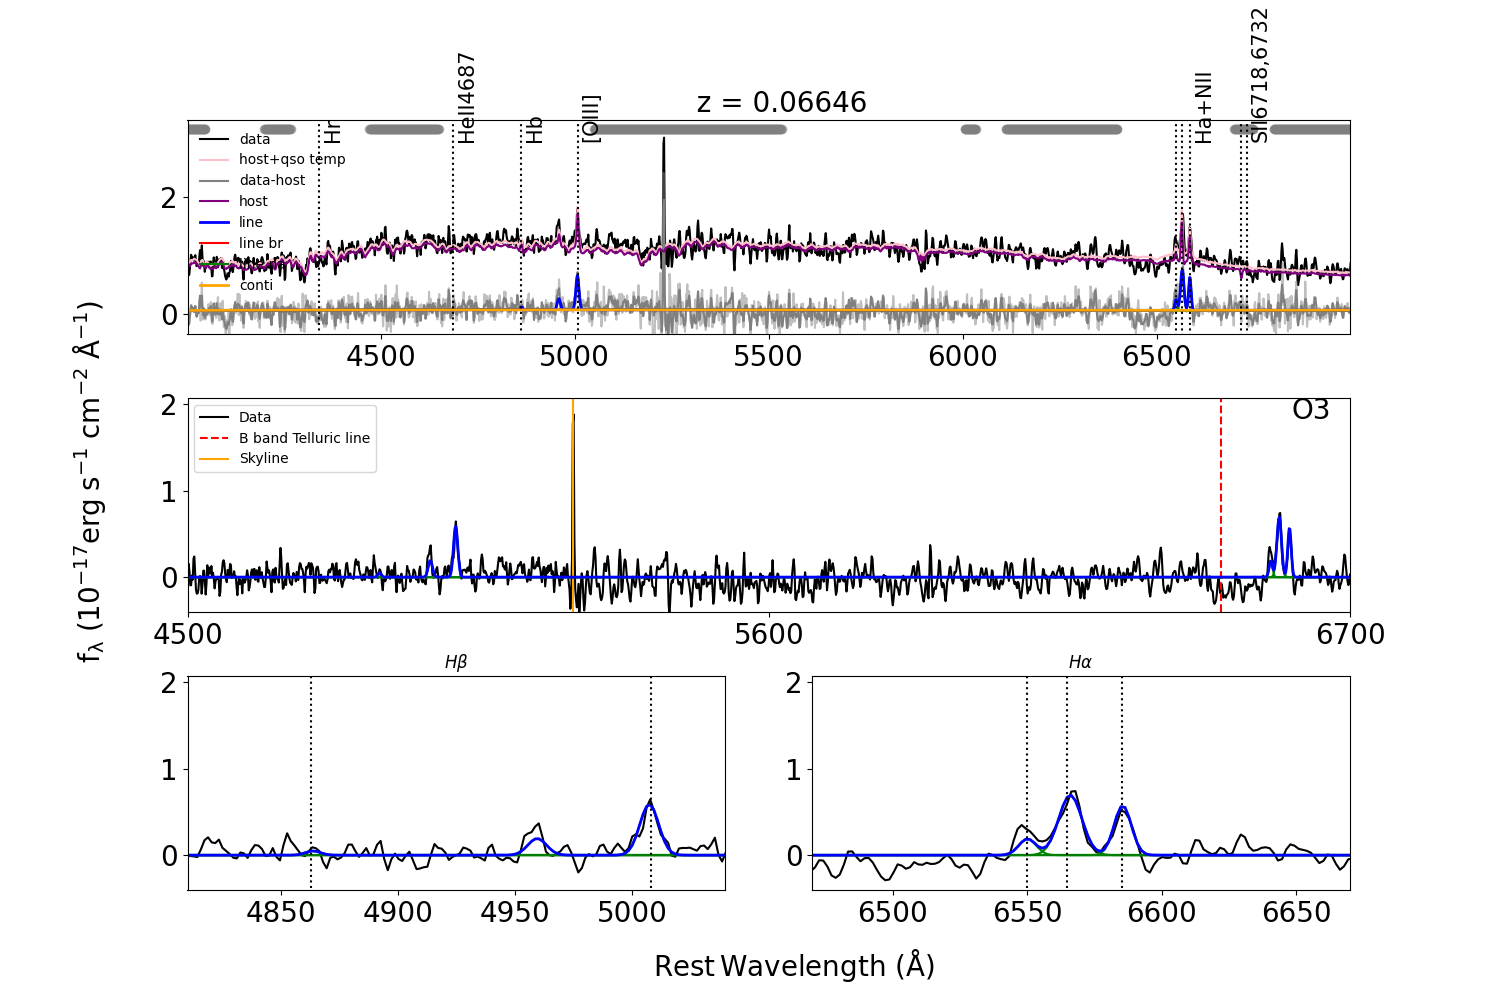 z = 0.06646
Hr
HeII4687
Hb
[OIII]
Ha+NII
SII6718,6732
data
host+qso temp
data-host
host
line
line br
conti
2
0
4500
5000
5500
6000
6500
fλ (10−17erg s−1 cm−2 Å−1)
O3
Data
B band Telluric line
Skyline
2
1
0
4500
5600
6700
Hβ
2
1
0
4850
4900
4950
5000
Hα
2
1
0
6500
6550
6600
6650
Rest Wavelength (Å)